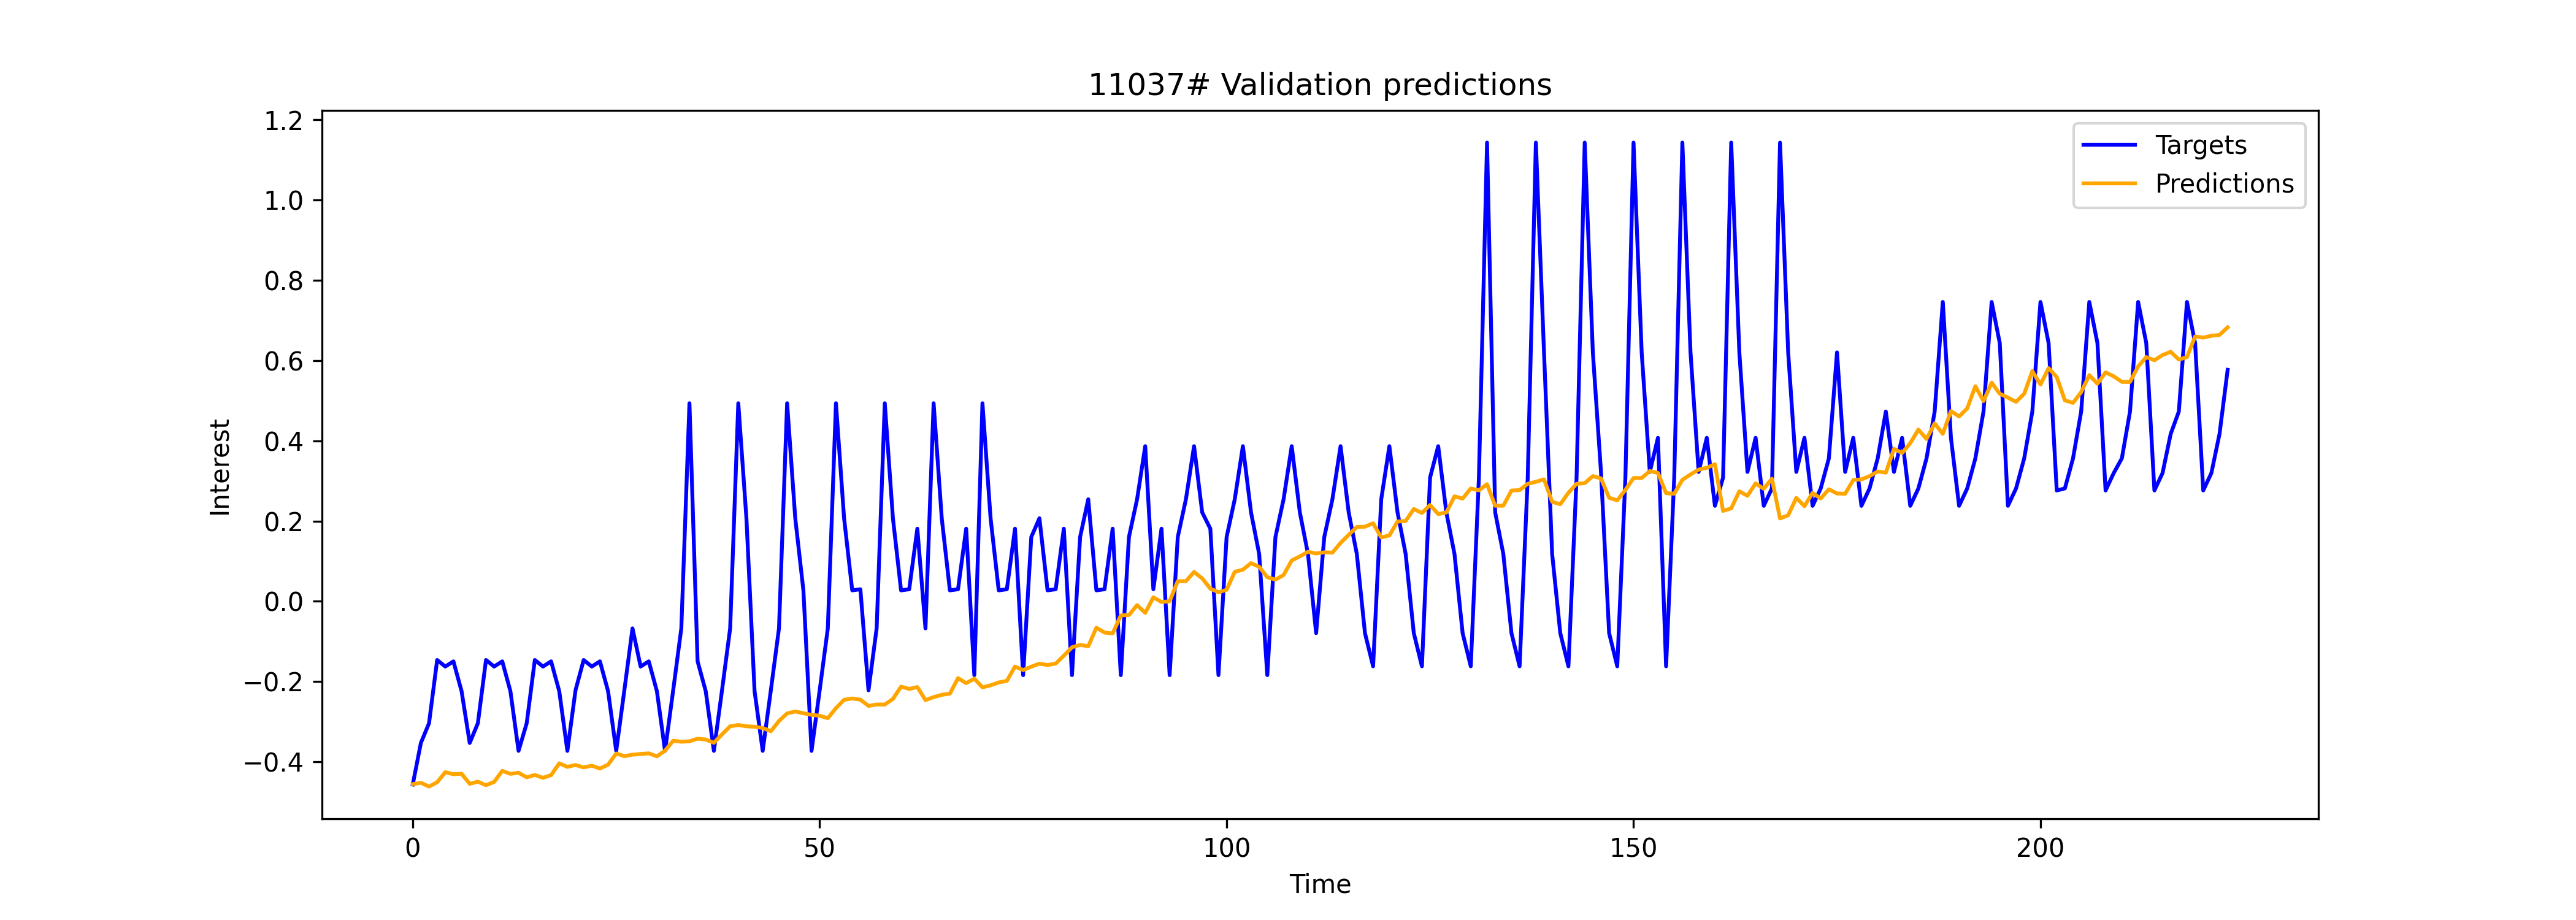 11037# Validation predictions
Targets
Predictions
Interest
1.2
1.0
0.8
0.6
0.4
0.2
0.0
−0.2
−0.4
0 50 100 150 200
Time